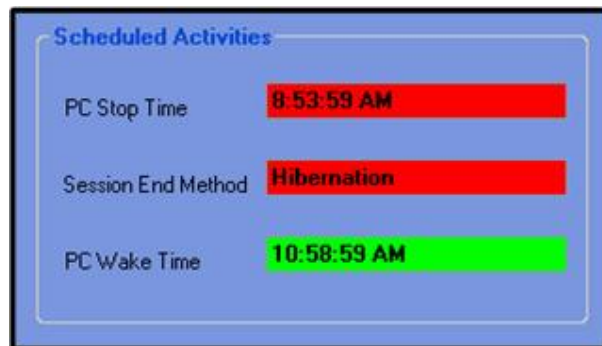 Scheduled Activities
PC Stop Time 8:53:59 AM
Session End Method Hibernation
PC Wake Time 10:58:59 AM